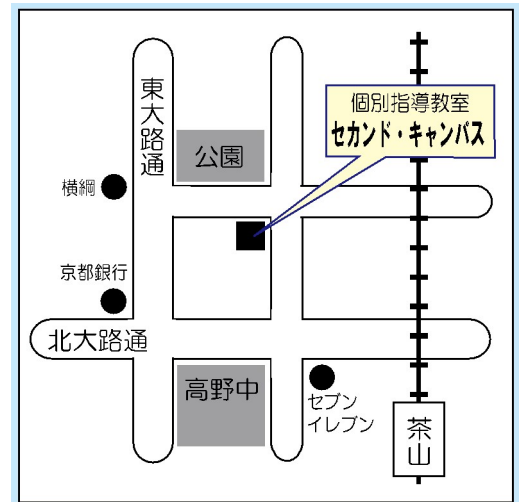 東大路通
個別指導教室
セカンド・キャンパス
公園
横綱
京都銀行
北大路通
高野中
セブン
イレブン
茶山